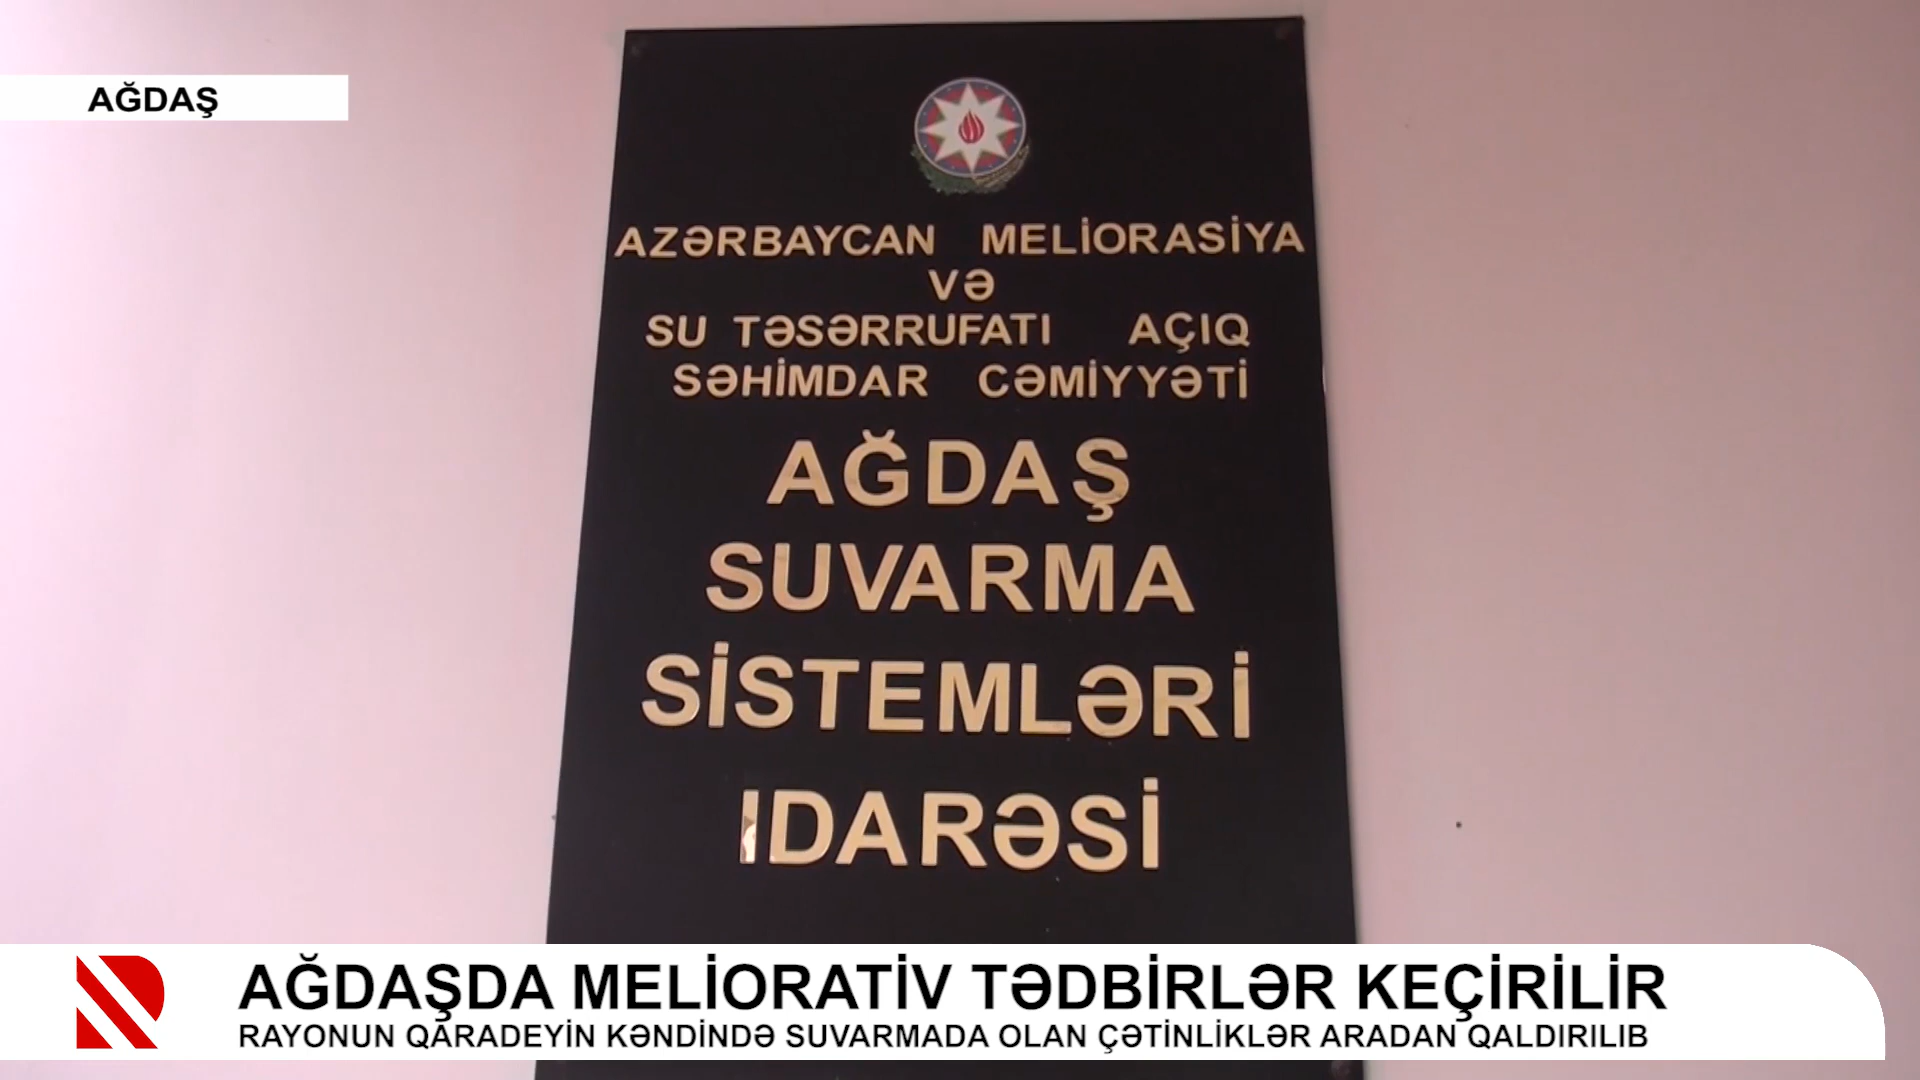 AĞDAŞ
AZƏRBAYCAN MELİORASİYA
VƏ
SU TƏSƏRRUFATI AÇIQ
SƏHİMDAR CƏMİYYƏTİ
AĞDAŞ
SUVARMA
SİSTEMLƏRİ
IDARƏSİ
AĞDAŞDA MELİORATİV TƏDBİRLƏR KEÇİRİLİR
RAYONUN QARADEYİN KƏNDİNDƏ SUVARMADA OLAN ÇƏTİNLİKLƏR ARADAN QALDIRILIB